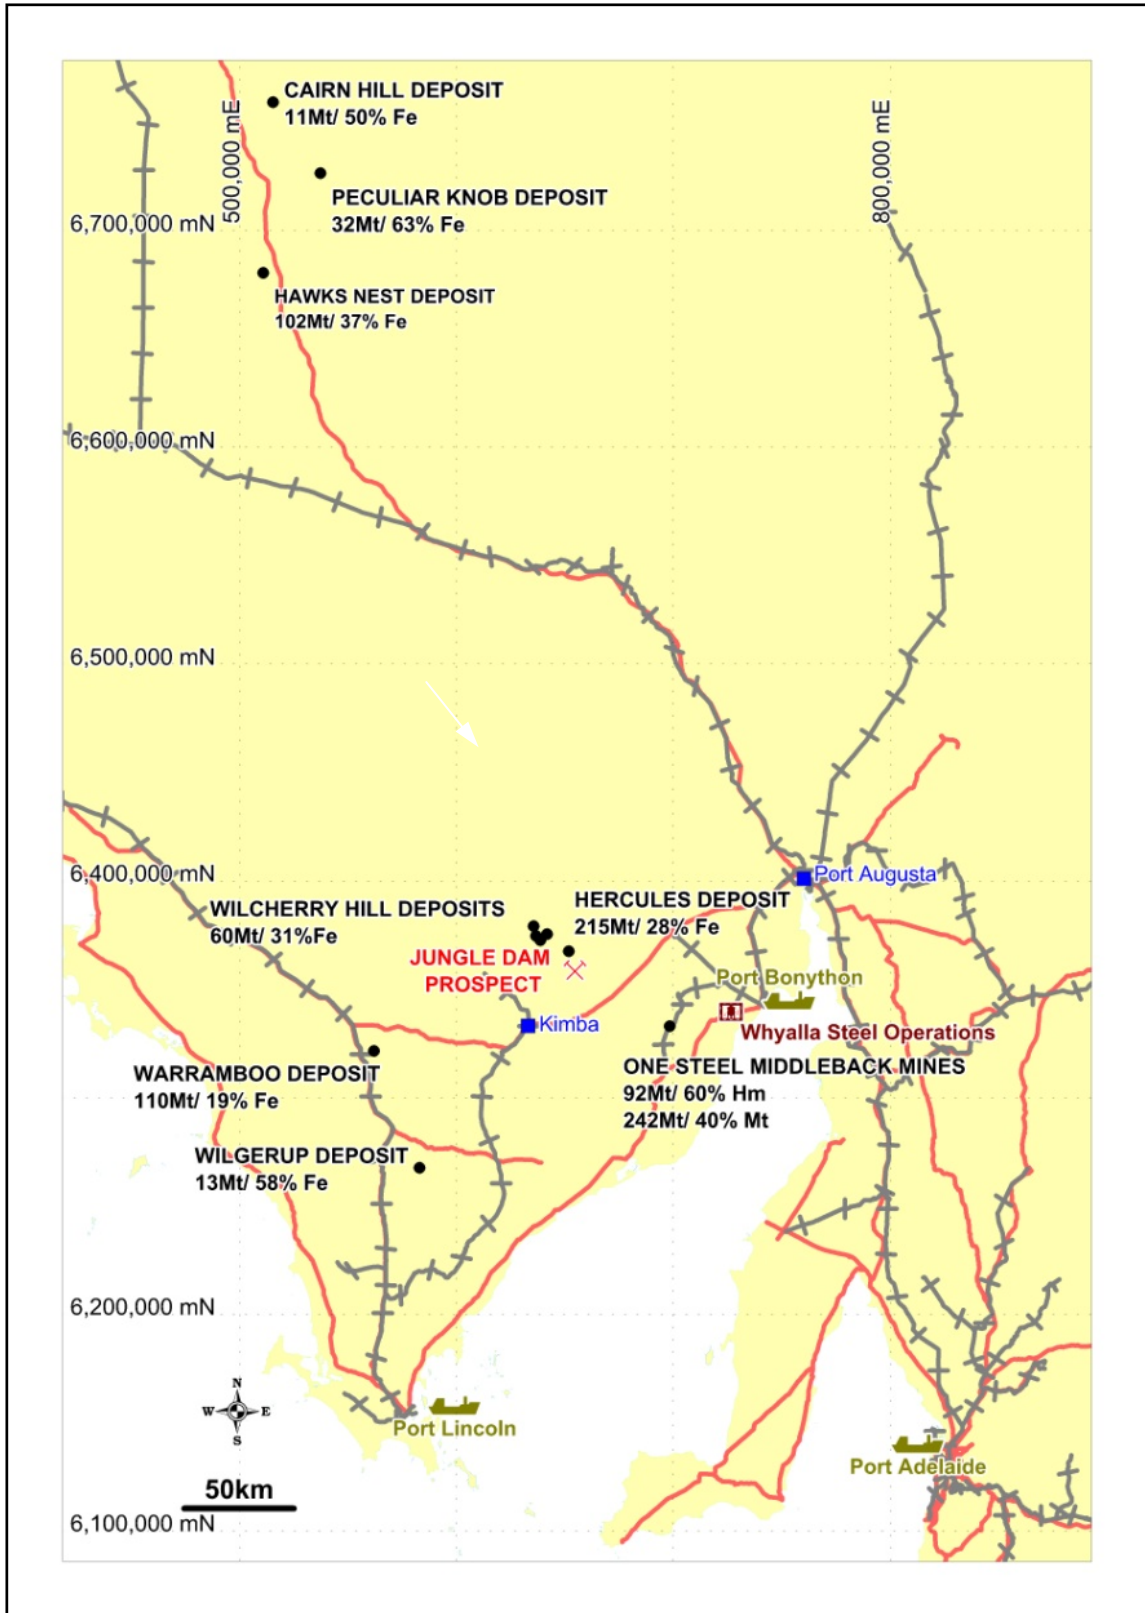 CAIRN HILL DEPOSIT
11Mt/ 50% Fe
500,000 mE
800,000 mE
PECULIAR KNOB DEPOSIT
32Mt/ 63% Fe
6,700,000 mN
HAWKS NEST DEPOSIT
102Mt/ 37% Fe
6,600,000 mN
6,500,000 mN
6,400,000 mN
Port Augusta
HERCULES DEPOSIT
215Mt/ 28% Fe
WILCHERRY HILL DEPOSITS
60Mt/ 31%Fe
JUNGLE DAM
PROSPECT
Port Bonython
Kimba
Whyalla Steel Operations
ONE STEEL MIDDLEBACK MINES
92Mt/ 60% Hm
242Mt/ 40% Mt
WARRAMBOO DEPOSIT
110Mt/ 19% Fe
WILGERUP DEPOSIT
13Mt/ 58% Fe
6,200,000 mN
N
W E
S
Port Lincoln
Port Adelaide
50km
6,100,000 mN